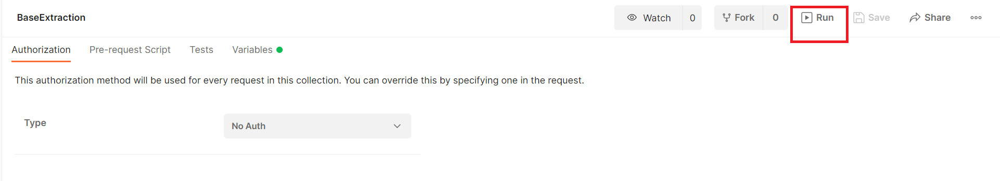 BaseExtraction Watch 0 Fork 0 Run Save Share
Authorization Pre-request Script Tests Variables
This authorization method will be used for every request in this collection. You can override this by specifying one in the request.
Type No Auth